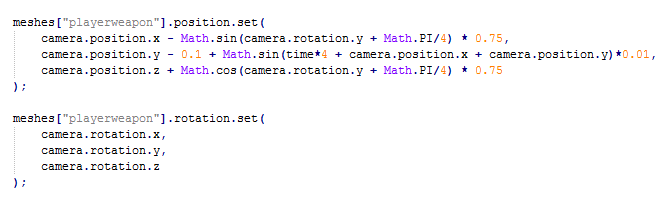 meshes["playerweapon"].position.set(
camera.position.x - Math.sin(camera.rotation.y + Math.PI/4) * 0.75,
camera.position.y - 0.1 + Math.sin(time*4 + camera.position.x + camera.position.y)*0.01,
camera.position.z + Math.cos(camera.rotation.y + Math.PI/4) * 0.75
);
meshes["playerweapon"].rotation.set(
camera.rotation.x,
camera.rotation.y,
camera.rotation.z
);